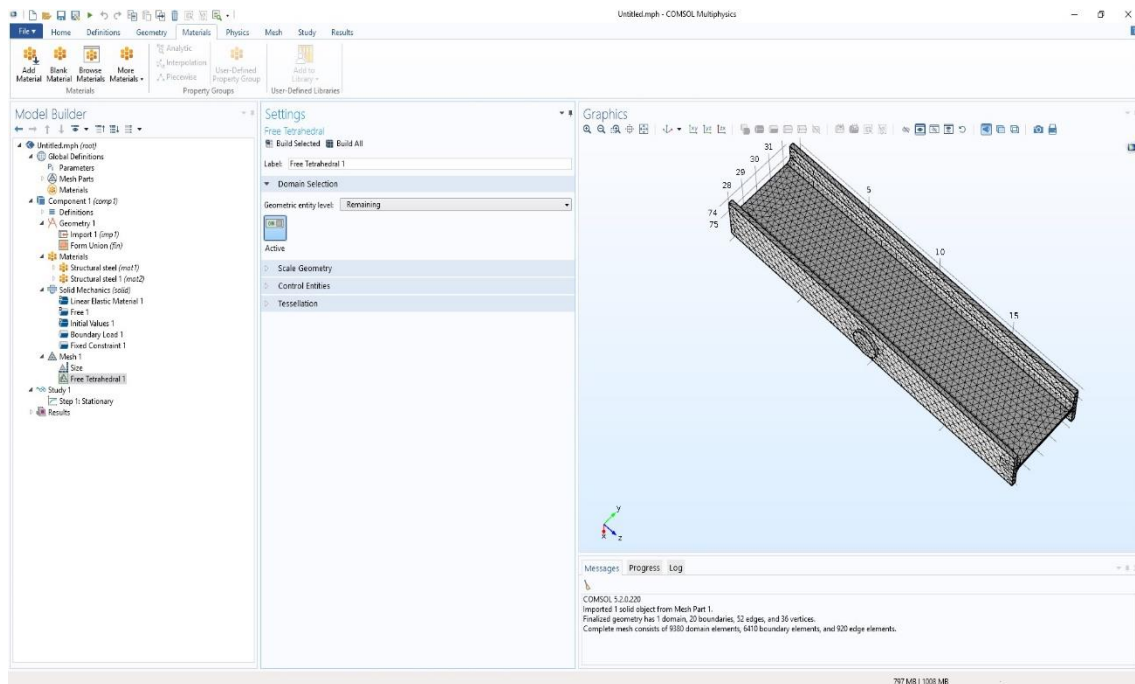 Untitled.mph - COMSOL Multiphysics
File Home Definitions Geometry Materials Physics Mesh Study Results
Add Material
Blank Material
Browse Materials
More Materials
Materials
Analytic
Interpolation
Piecewise
User-Defined Property Group
Property Groups
Add to Library
User-Defined Libraries
Model Builder
Untitled.mph (root)
Global Definitions
Pi Parameters
Mesh Parts
Materials
Component 1 (comp1)
Definitions
Geometry 1
Import 1 (imp1)
Form Union (fin)
Materials
Structural steel (mat1)
Structural steel 1 (mat2)
Solid Mechanics (solid)
Linear Elastic Material 1
Free 1
Initial Values 1
Boundary Load 1
Fixed Constraint 1
Mesh 1
Size
Free Tetrahedral 1
Study 1
Step 1: Stationary
Results
Settings
Free Tetrahedral
Build Selected Build All
Label: Free Tetrahedral 1
Domain Selection
Geometric entity level: Remaining
Active
Scale Geometry
Control Entities
Tessellation
Graphics
31
30
29
28
74
75
5
10
15
y
x
z
Messages Progress Log
COMSOL 5.2.0.220
Imported 1 solid object from Mesh Part 1.
Finalized geometry has 1 domain, 20 boundaries, 52 edges, and 36 vertices.
Complete mesh consists of 9380 domain elements, 6410 boundary elements, and 920 edge elements.
797 MB | 1008 MB